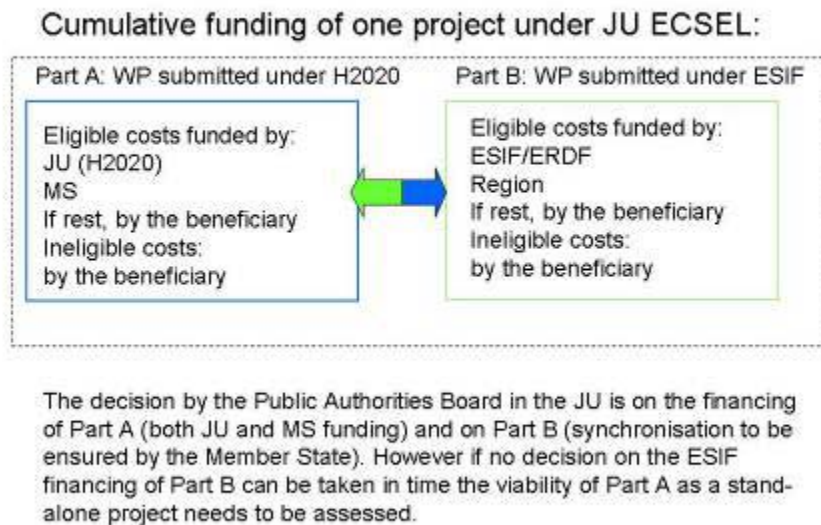 Cumulative funding of one project under JU ECSEL:
Part A: WP submitted under H2020
Eligible costs funded by:
JU (H2020)
MS
If rest, by the beneficiary
Ineligible costs:
by the beneficiary
Part B: WP submitted under ESIF
Eligible costs funded by:
ESIF/ERDF
Region
If rest, by the beneficiary
Ineligible costs:
by the beneficiary
The decision by the Public Authorities Board in the JU is on the financing
of Part A (both JU and MS funding) and on Part B (synchronisation to be
ensured by the Member State). However if no decision on the ESIF
financing of Part B can be taken in time the viability of Part A as a stand-
alone project needs to be assessed.